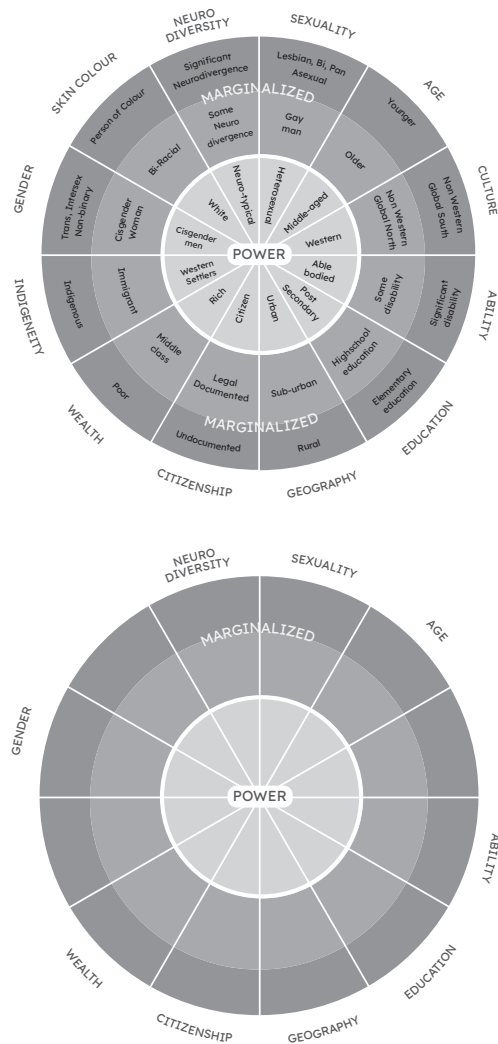 NEURO
DIVERSITY
SEXUALITY
AGE
CULTURE
ABILITY
EDUCATION
GEOGRAPHY
CITIZENSHIP
WEALTH
INDIGENEITY
GENDER
SKIN COLOUR
MARGINALIZED
Significant
Neurodivergence
Some
Neuro
divergence
Neuro-typical
Lesbian, Bi, Pan
Asexual
Gay
man
Heterosexual
Younger
Older
Middle-aged
Non Western
Global South
Non Western
Global North
Western
Significant
disability
Some
disability
Able
bodied
Elementary
education
Highschool
education
Post
Secondary
Rural
Sub-urban
Urban
Undocumented
Legal
Documented
Citizen
Poor
Middle
class
Rich
Indigenous
Immigrant
Western
Settlers
Trans, Intersex
Non-binary
Cisgender
Woman
Cisgender
men
Person of Colour
Bi-Racial
White
POWER
MARGINALIZED
NEURO
DIVERSITY
SEXUALITY
AGE
ABILITY
EDUCATION
GEOGRAPHY
CITIZENSHIP
WEALTH
GENDER
MARGINALIZED
POWER